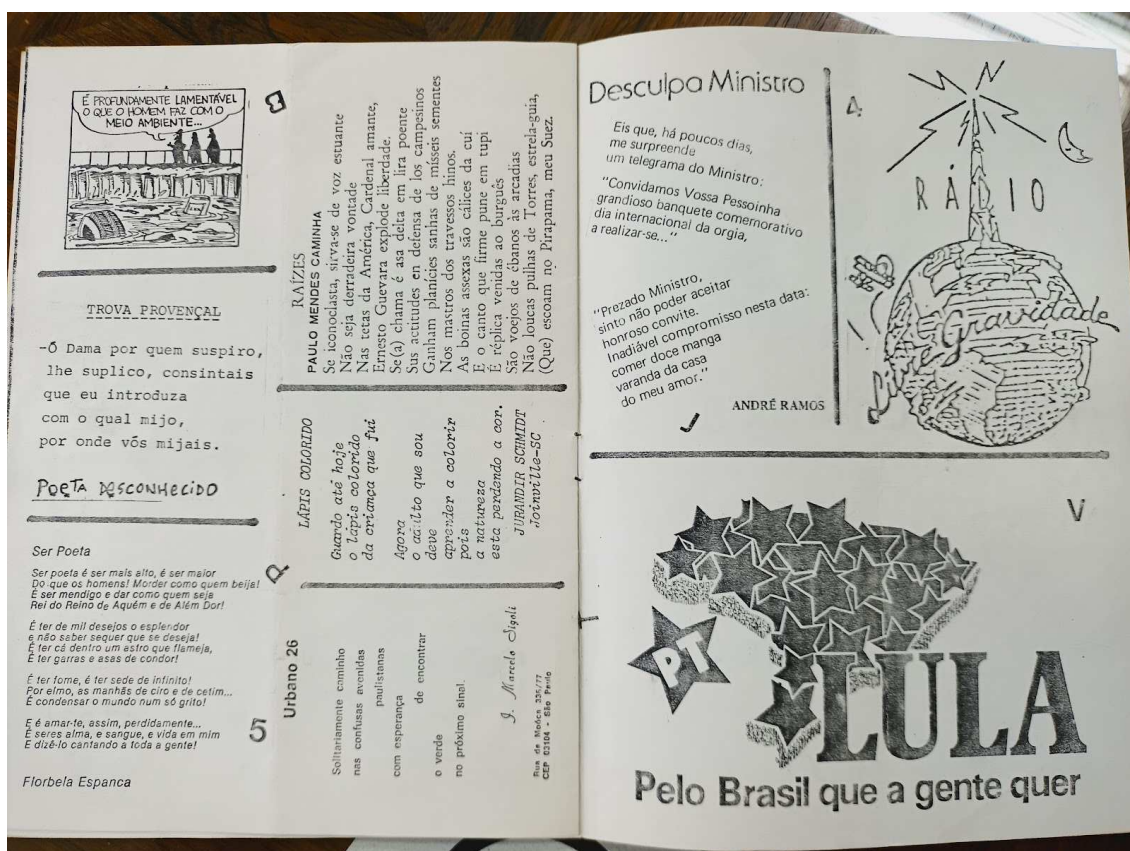 É PROFUNDAMENTE LAMENTÁVEL
O QUE O HOMEM FAZ COM O
MEIO AMBIENTE...
TROVA PROVENÇAL
-Ó Dama por quem suspiro,
lhe suplico, consintais
que eu introduza
com o qual mijo,
por onde vós mijais.
POETA DESCONHECIDO
Ser Poeta
Ser poeta é ser mais alto, é ser maior
Do que os homens! Morder como quem beija!
É ser mendigo e dar como quem seja
Rei do Reino de Aquém e de Além Dor!
É ter de mil desejos o esplendor
e não saber sequer que se deseja!
É ter cá dentro um astro que flameja,
É ter garras e asas de condor!
É ter fome, é ter sede de infinito!
Por elmo, as manhãs de ciro e de cetim...
É condensar o mundo num só grito!
E é amar-te, assim, perdidamente...
É seres alma, e sangue, e vida em mim
E dizê-lo cantando a toda a gente!
Florbela Espanca
5
B
RAÍZES
PAULO MENDES CAMINHA
Se iconoclasta, sirva-se de voz estuante
Não seja derradeira vontade
Nas tetas da América, Cardenal amante,
Ernesto Guevara explode liberdade.
Se(a) chama é asa deita em lira poente
Sus actitudes en defensa de los campesinos
Ganham planícies sanhas de mísseis sementes
Nos mastros dos travessos hinos.
As boinas assexas são cálices da cuí
E o canto que firme pune em tupi
É réplica venidas ao burguês
São voejos de ébanos às arcadias
Não loucas pulhas de Torres, estrela-guia,
(Que) escoam no Pirapama, meu Suez.
R
LÁPIS COLORIDO
Guardo até hoje
o lápis colorido
da criança que fui
Agora
o adulto que sou
deve
aprender a colorir
pois
a natureza
esta perdendo a cor.
JURANDIR SCHMIDT
Joinville-SC
Urbano 26
Solitariamente caminho
nas confusas avenidas
paulistanas
com esperança
de encontrar
o verde
no próximo sinal.
J. Marcelo Sigoli
Rua da Moóca 335/77
CEP 03104 - São Paulo
Desculpa Ministro
Eis que, há poucos dias,
me surpreende
um telegrama do Ministro:
"Convidamos Vossa Pessoinha
grandioso banquete comemorativo
dia internacional da orgia,
a realizar-se..."
"Prezado Ministro,
sinto não poder aceitar
honroso convite.
Inadiável compromisso nesta data:
comer doce manga
varanda da casa
do meu amor."
ANDRÉ RAMOS
4
RÁDIO
Gravidade
V
PT
LULA
Pelo Brasil que a gente quer